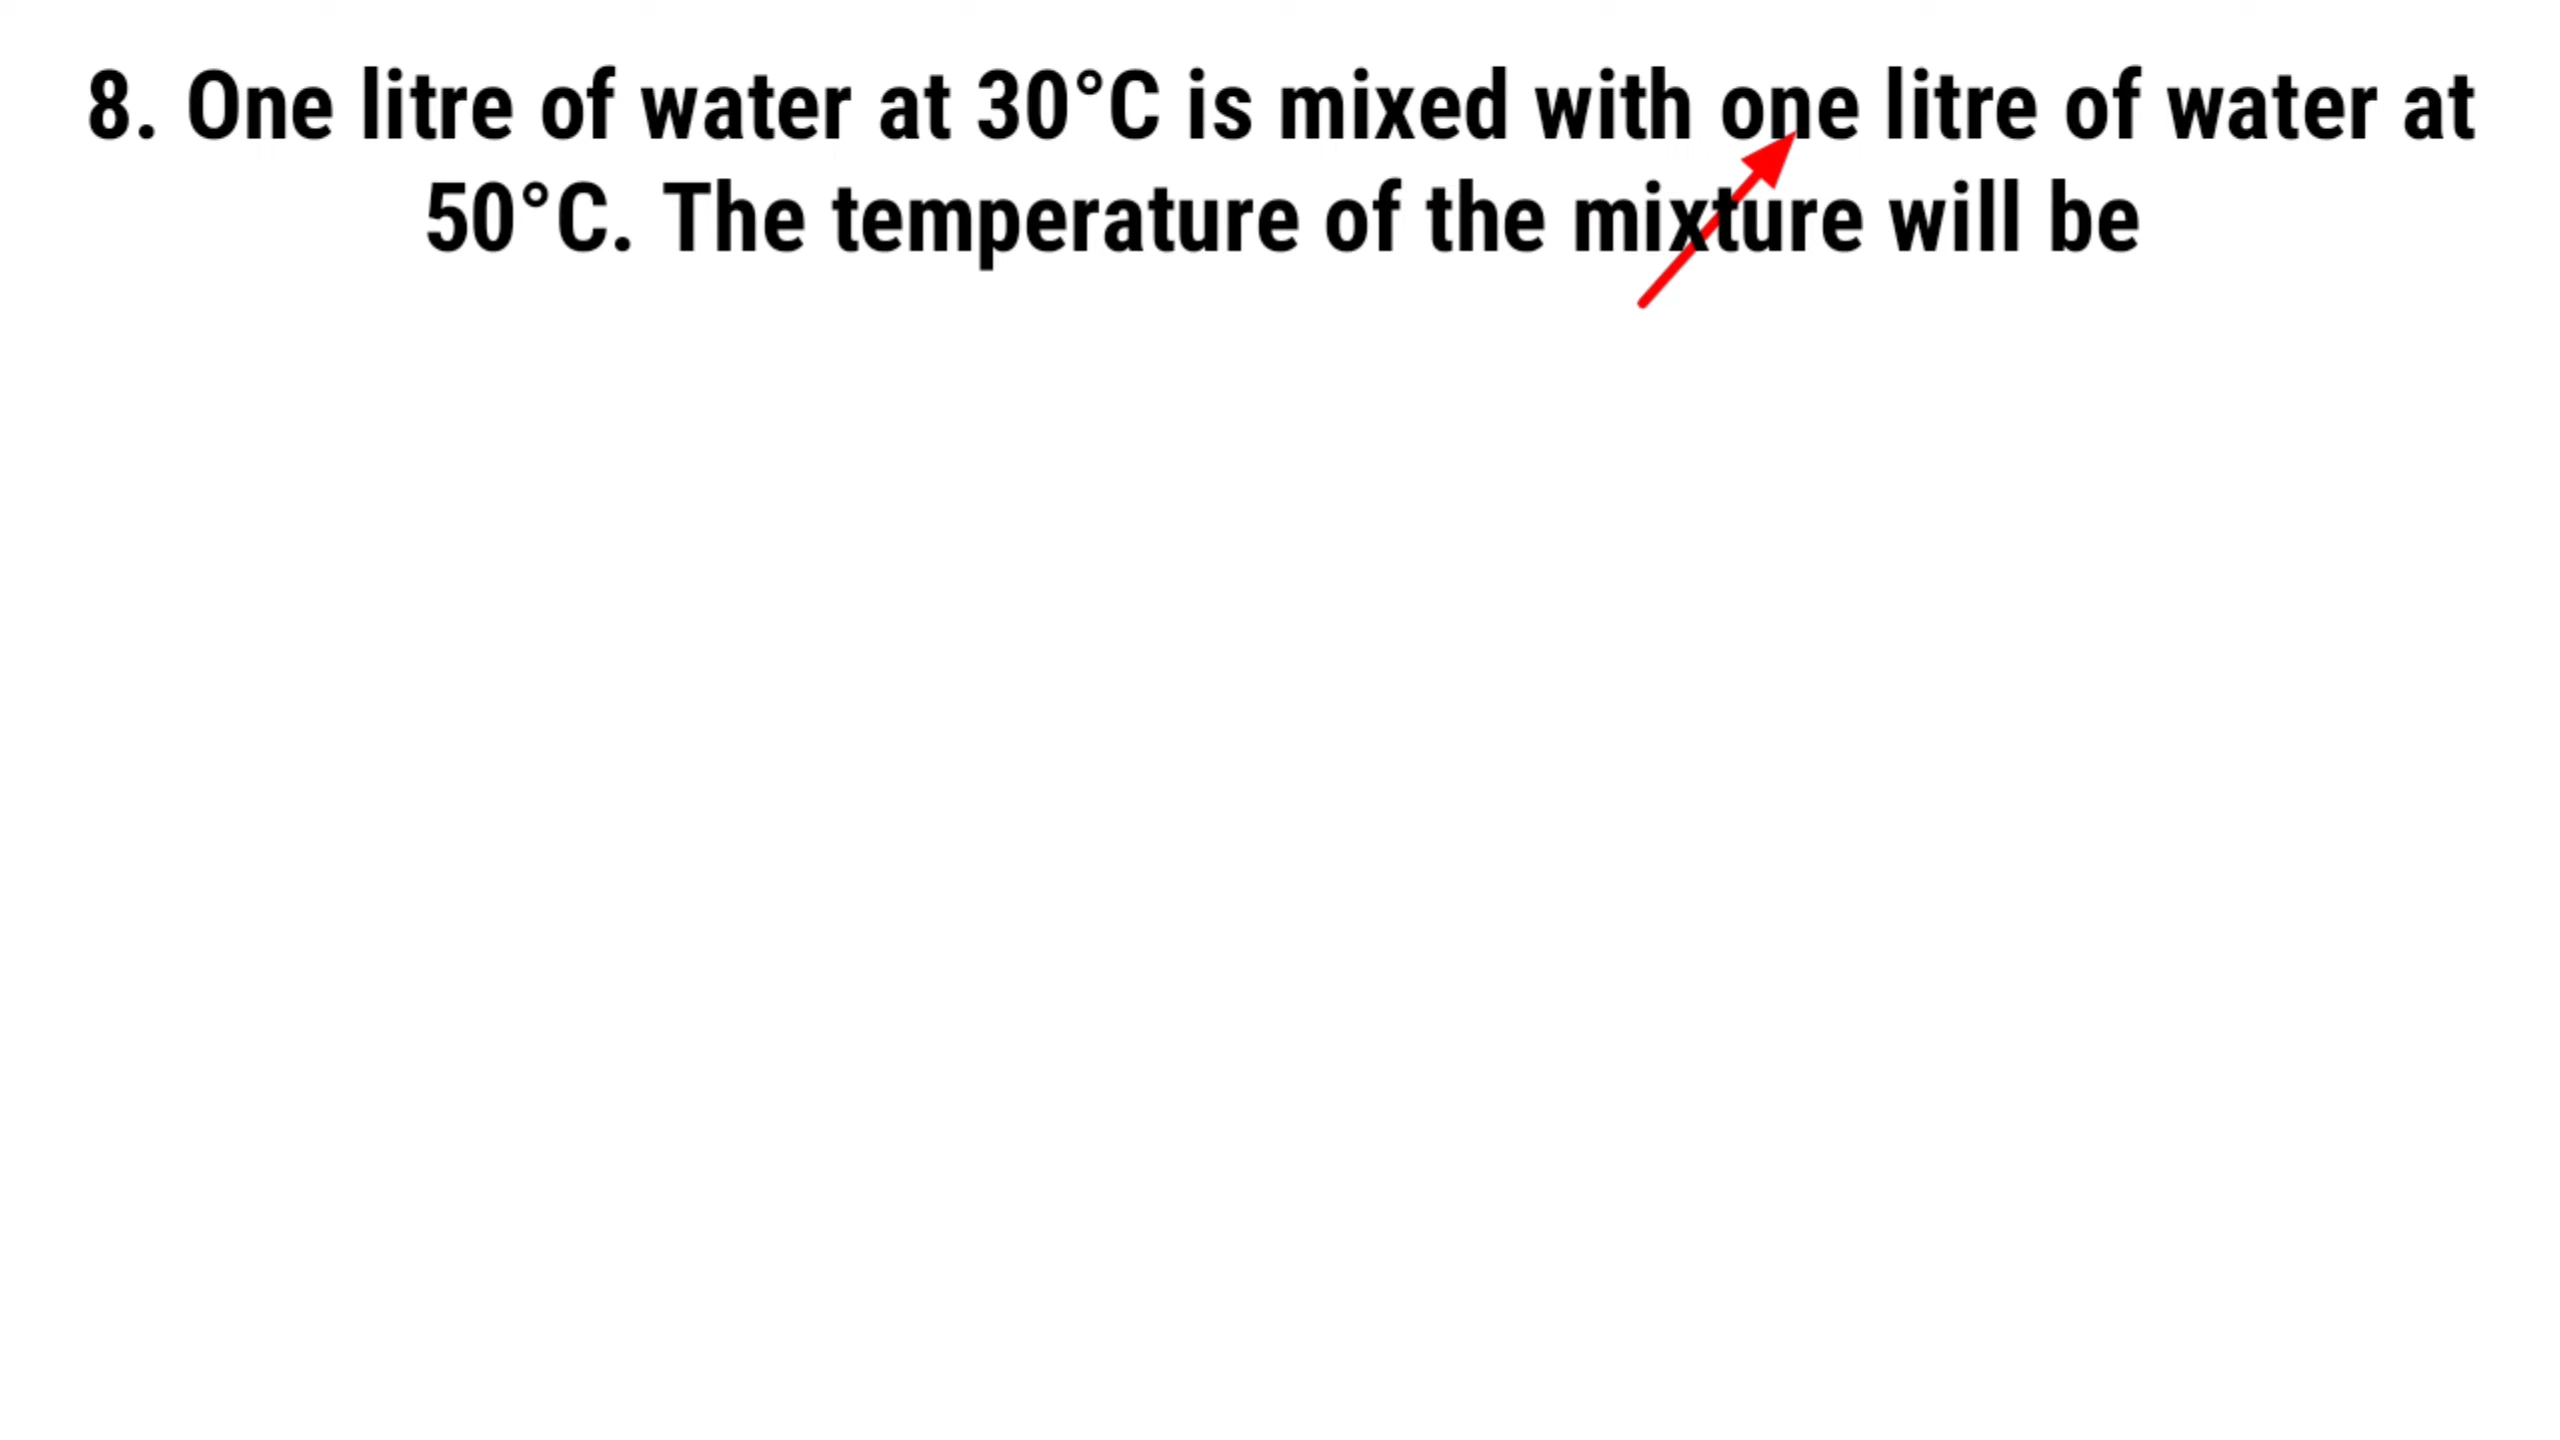 8. One litre of water at 30°C is mixed with one litre of water at
50°C. The temperature of the mixture will be